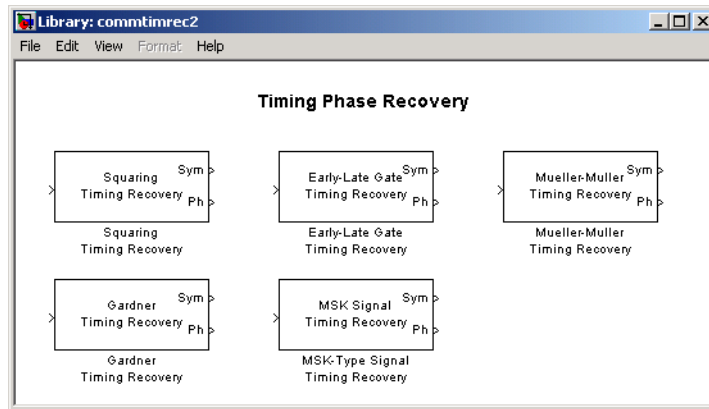 Library: commtimrec2
File Edit View Format Help
Timing Phase Recovery
Squaring Timing Recovery Sym Ph
Early-Late Gate Timing Recovery Sym Ph
Mueller-Muller Timing Recovery Sym Ph
Squaring Timing Recovery
Early-Late Gate Timing Recovery
Mueller-Muller Timing Recovery
Gardner Timing Recovery Sym Ph
MSK Signal Timing Recovery Sym Ph
Gardner Timing Recovery
MSK-Type Signal Timing Recovery